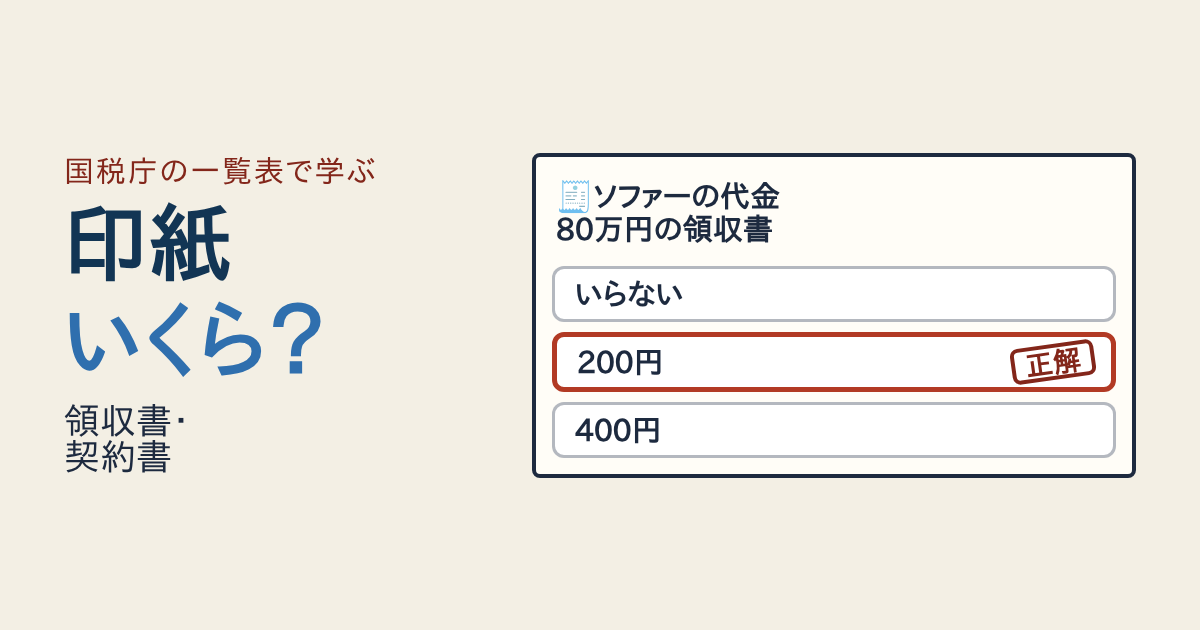 国税庁の一覧表で学ぶ
印紙
いくら?
領収書·
契約書
🧾ソファーの代金
80万円の領収書
いらない
200円
正解
400円